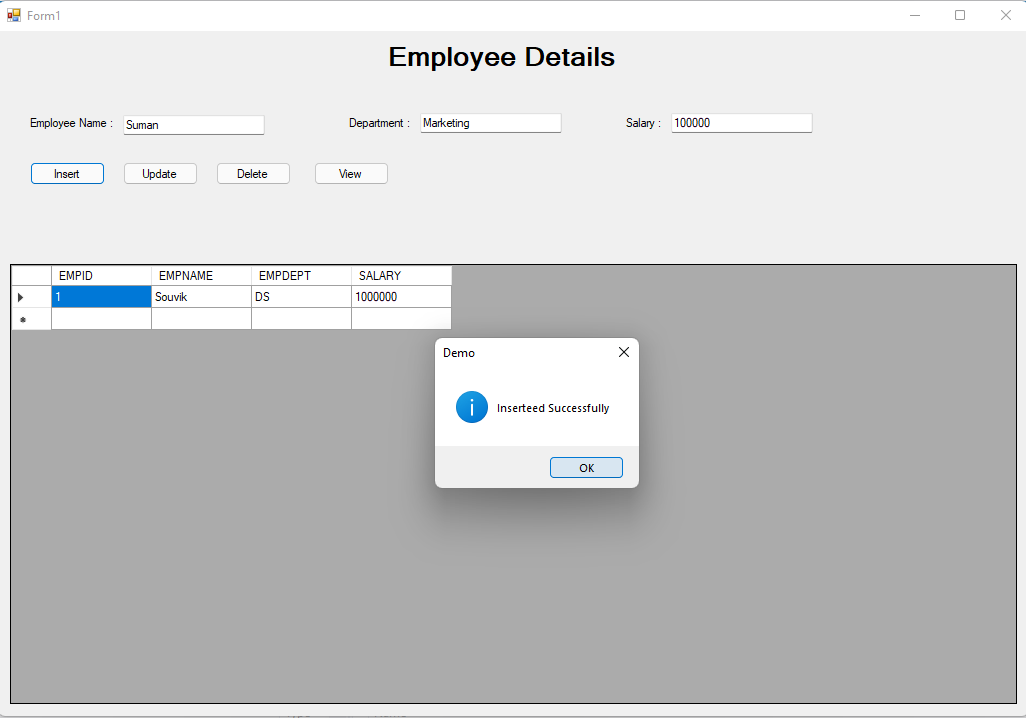 Form1
Employee Details
Employee Name : Suman Department : Marketing Salary : 100000
Insert Update Delete View
EMPID EMPNAME EMPDEPT SALARY
1 Souvik DS 1000000
Demo
Inserteed Successfully
OK